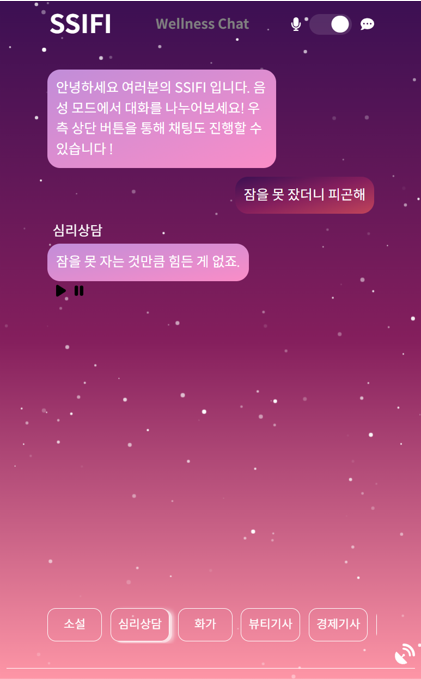 SSIFI
Wellness Chat
안녕하세요 여러분의 SSIFI 입니다. 음
성 모드에서 대화를 나누어보세요! 우
측 상단 버튼을 통해 채팅도 진행할 수
있습니다 !
잠을 못 잤더니 피곤해
심리상담
잠을 못 자는 것만큼 힘든 게 없죠.
소설 심리상담 화가 뷰티기사 경제기사